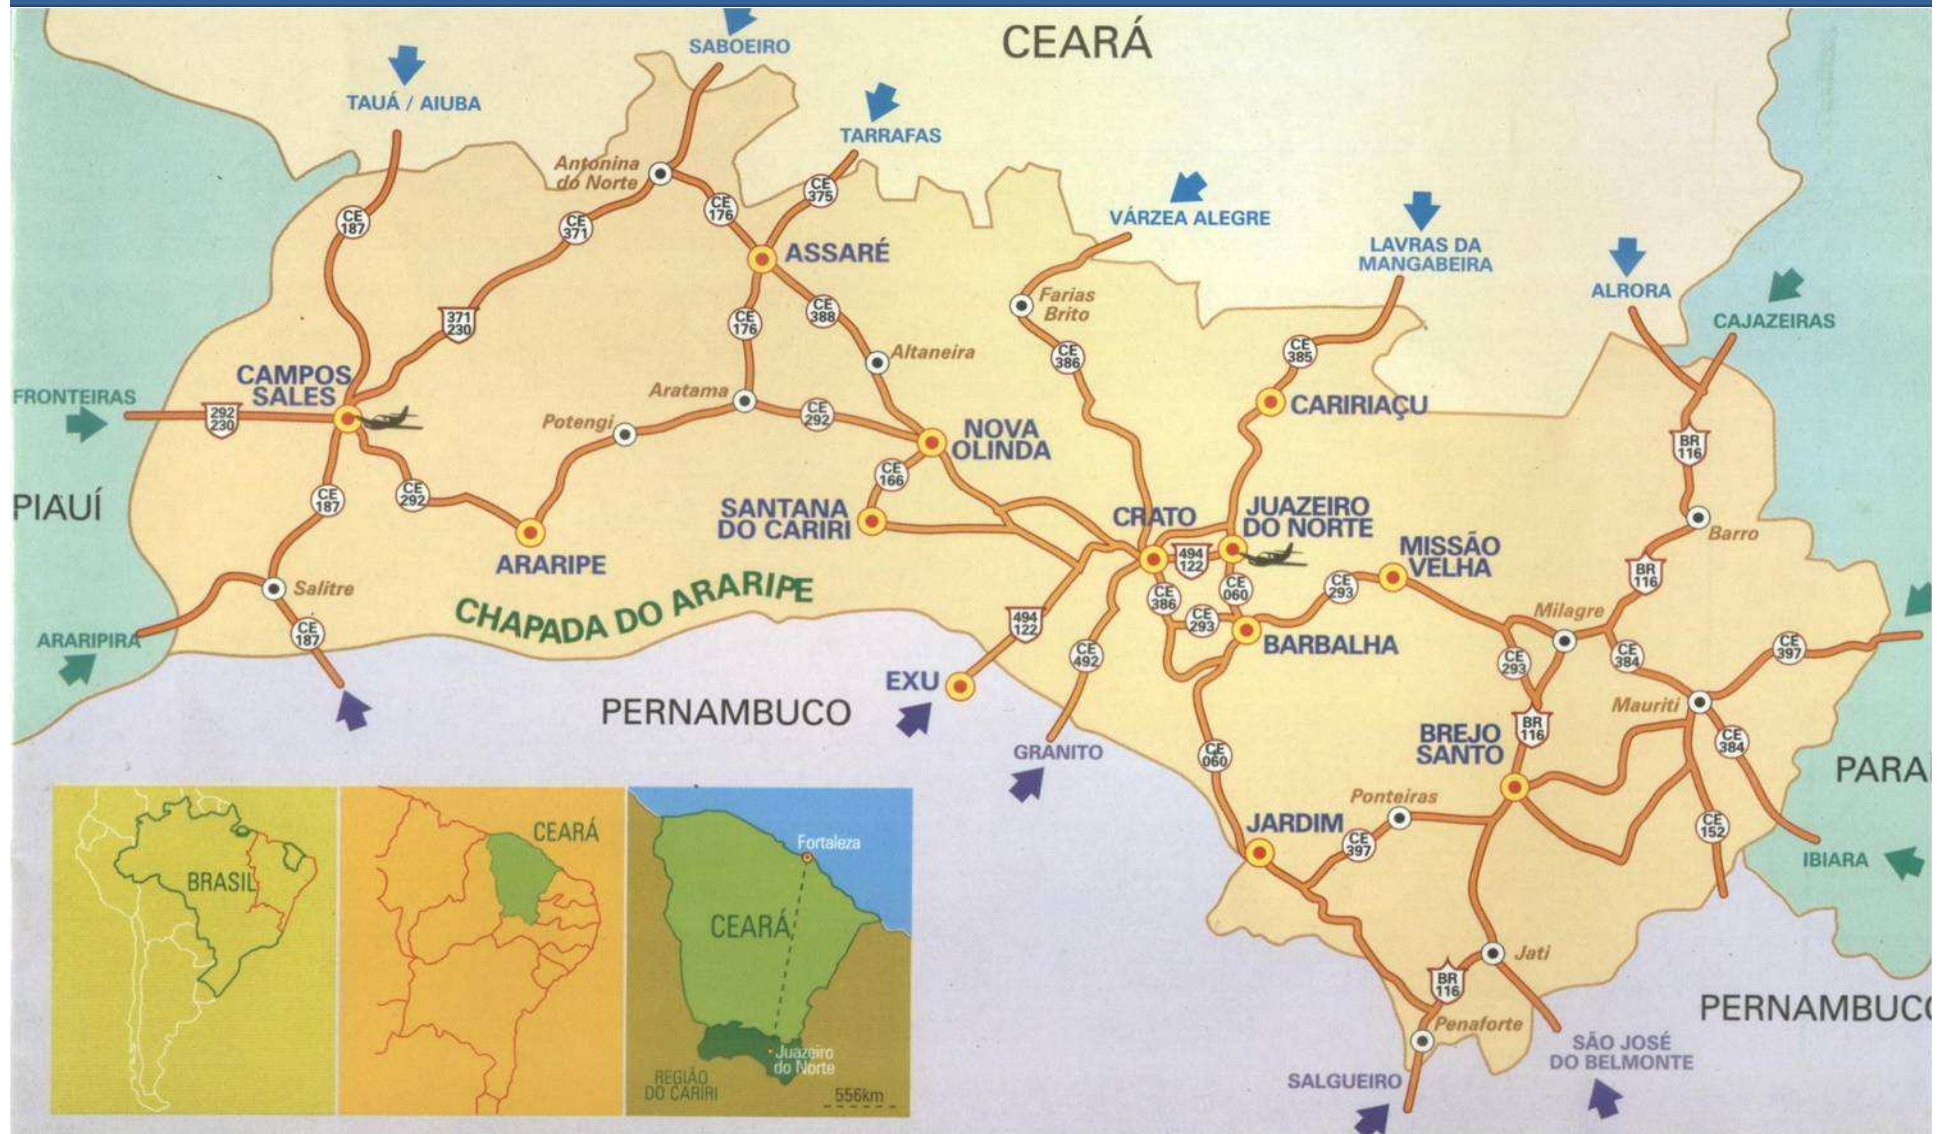 CEARÁ
SABOEIRO
TAUÁ / AIUBA
TARRAFAS
Antonina
do Norte
CE
375
CE
176
VÁRZEA ALEGRE
CE
187
CE
371
ASSARÉ
LAVRAS DA
MANGABEIRA
ALRORA
CAJAZEIRAS
Farias
Brito
371
230
CE
176
CE
388
CE
386
CE
385
Altaneira
CAMPOS
SALES
FRONTEIRAS
292
230
Aratama
Potengi
CE
292
CARIRIAÇU
NOVA
OLINDA
BR
116
CE
166
PIAUÍ
CE
187
CE
292
SANTANA
DO CARIRI
CRATO
JUAZEIRO
DO NORTE
Barro
ARARIPE
494
122
MISSÃO
VELHA
Salitre
CE
060
CE
293
BR
116
CHAPADA DO ARARIPE
CE
386
CE
293
Milagre
ARARIPIRA
CE
187
494
122
CE
492
BARBALHA
CE
293
CE
384
CE
397
EXU
PERNAMBUCO
Mauriti
BR
116
BREJO
SANTO
CE
384
GRANITO
CE
060
PARAÍ
Ponteiras
JARDIM
CE
397
CE
152
IBIARA
BRASIL
CEARÁ
Fortaleza
CEARÁ
Jati
BR
116
PERNAMBUCO
Penaforte
SÃO JOSÉ
DO BELMONTE
SALGUEIRO
Juazeiro
do Norte
REGIÃO
DO CARIRI
556km